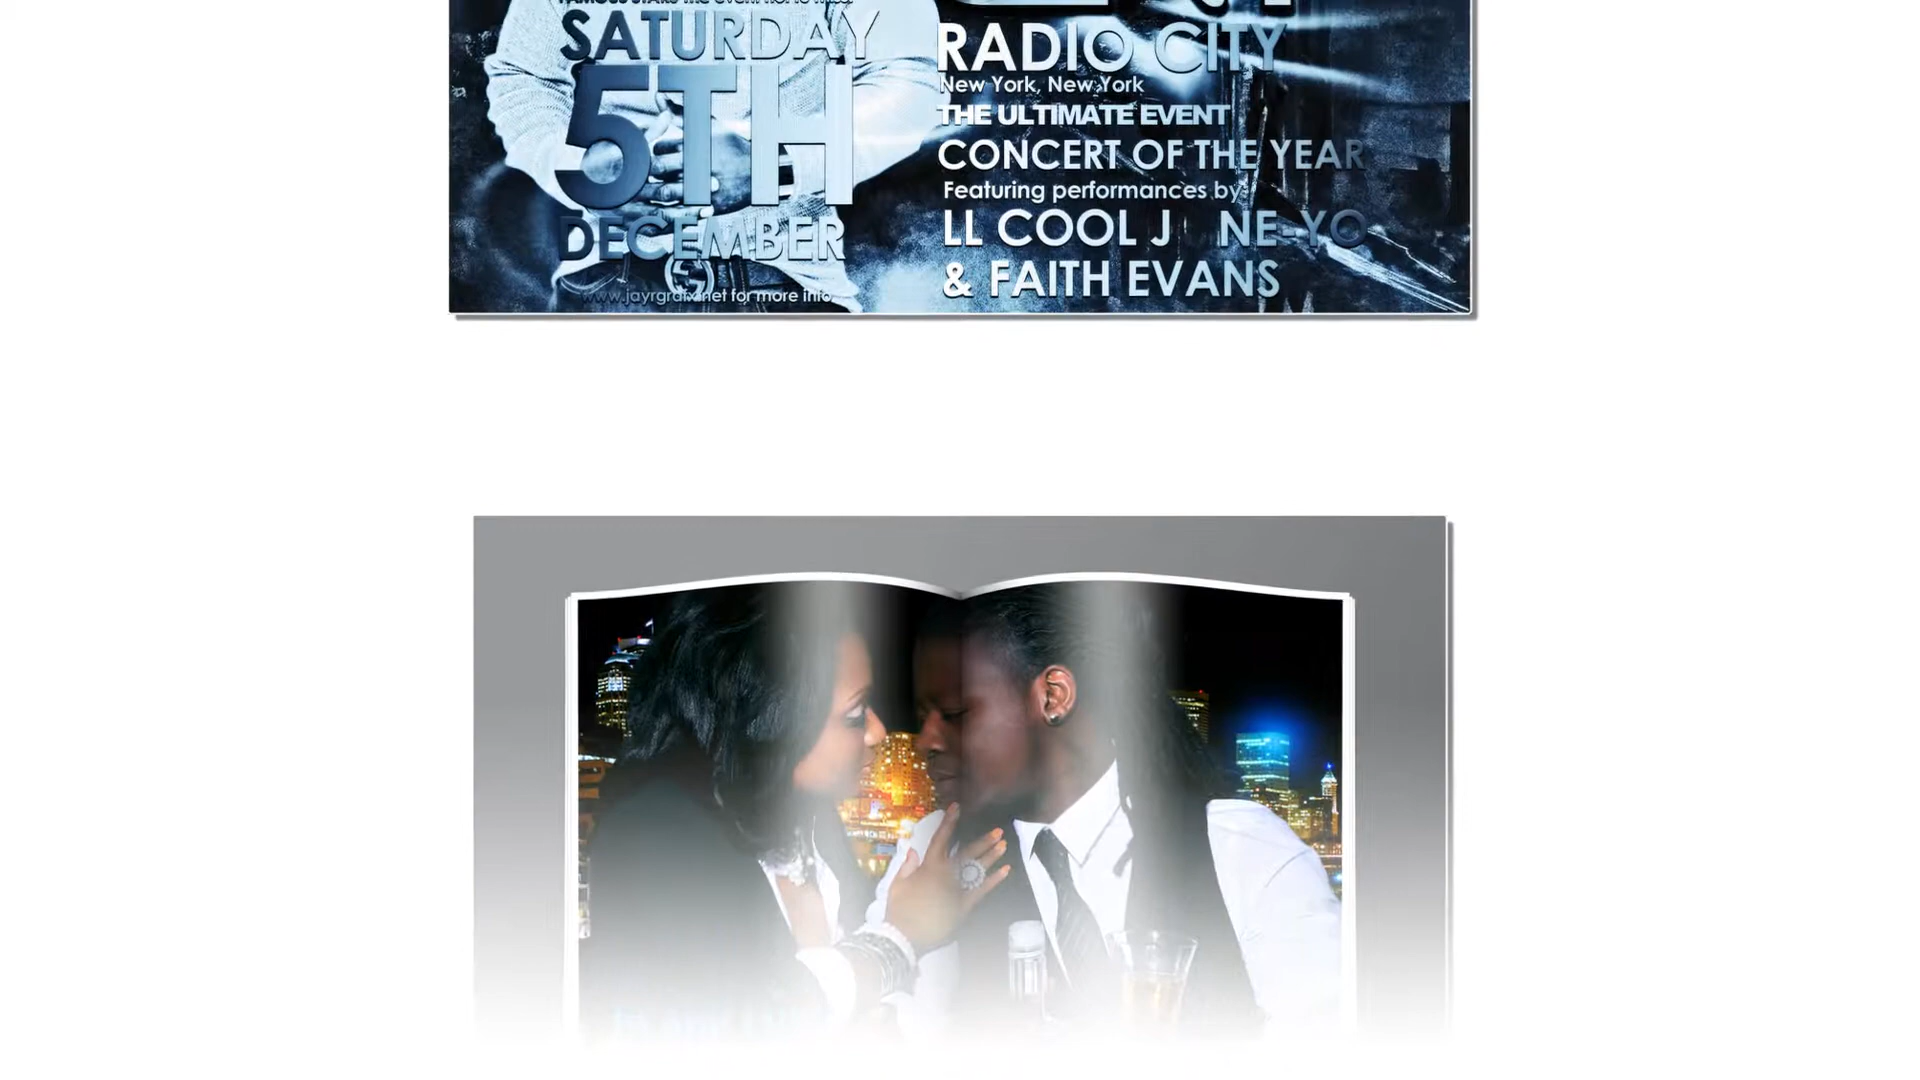 SATURDAY
5TH
DECEMBER
www.jayrgrafx.net for more info
RADIO CITY
New York, New York
THE ULTIMATE EVENT
CONCERT OF THE YEAR
Featuring performances by:
LL COOL J NE-YO
& FAITH EVANS